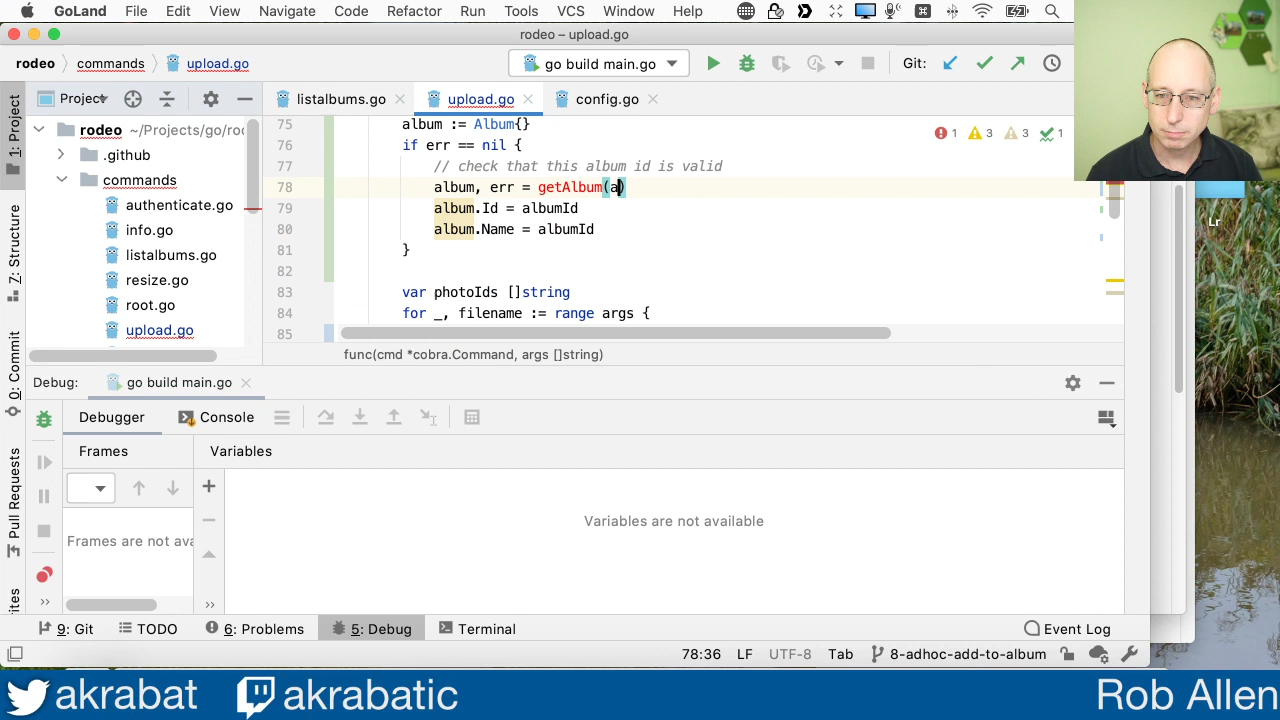 GoLand File Edit View Navigate Code Refactor Run Tools VCS Window Help
rodeo – upload.go
rodeo commands upload.go go build main.go Git:
Project listalbums.go upload.go config.go
1: Project
7: Structure
0: Commit
Pull Requests
rodeo ~/Projects/go/ro
.github
commands
authenticate.go
info.go
listalbums.go
resize.go
root.go
upload.go
75 album := Album{}
76 if err == nil {
77 // check that this album id is valid
78 album, err = getAlbum(a)
79 album.Id = albumId
80 album.Name = albumId
81 }
82
83 var photoIds []string
84 for _, filename := range args {
85
1 3 3 1
func(cmd *cobra.Command, args []string)
Lr
Debug: go build main.go
Debugger Console
Frames Variables
Frames are not ava
Variables are not available
9: Git TODO 6: Problems 5: Debug Terminal Event Log
78:36 LF UTF-8 Tab 8-adhoc-add-to-album
akrabat akrabatic Rob Allen